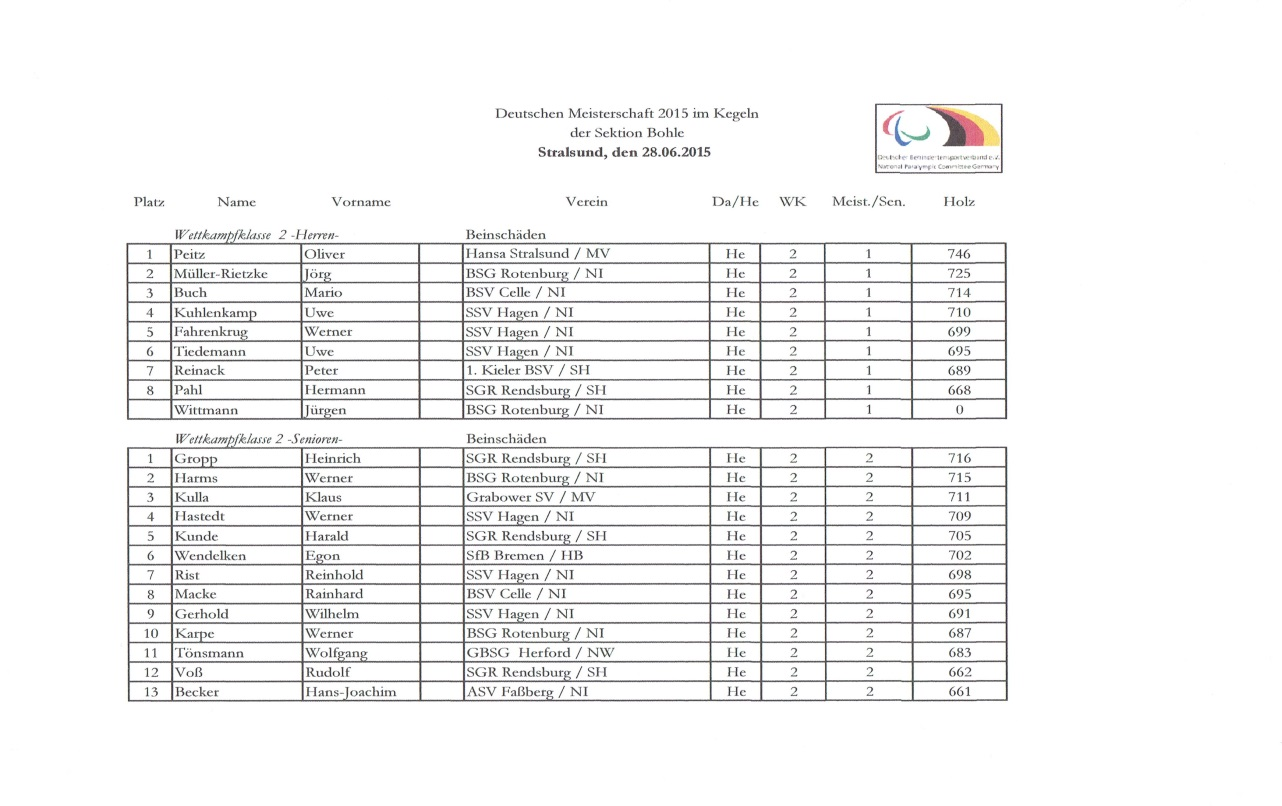 Deutschen Meisterschaft 2015 im Kegeln
der Sektion Bohle
Stralsund, den 28.06.2015
Deutscher Behindertensportverband e.V.
National Paralympic Committee Germany
Platz Name Vorname Verein Da/He WK Meist./Sen. Holz
Wettkampfklasse 2 -Herren- Beinschäden
1 Peitz Oliver Hansa Stralsund / MV He 2 1 746
2 Müller-Rietzke Jörg BSG Rotenburg / NI He 2 1 725
3 Buch Mario BSV Celle / NI He 2 1 714
4 Kuhlenkamp Uwe SSV Hagen / NI He 2 1 710
5 Fahrenkrug Werner SSV Hagen / NI He 2 1 699
6 Tiedemann Uwe SSV Hagen / NI He 2 1 695
7 Reinack Peter 1. Kieler BSV / SH He 2 1 689
8 Pahl Hermann SGR Rendsburg / SH He 2 1 668
Wittmann Jürgen BSG Rotenburg / NI He 2 1 0
Wettkampfklasse 2 -Senioren- Beinschäden
1 Gropp Heinrich SGR Rendsburg / SH He 2 2 716
2 Harms Werner BSG Rotenburg / NI He 2 2 715
3 Kulla Klaus Grabower SV / MV He 2 2 711
4 Hastedt Werner SSV Hagen / NI He 2 2 709
5 Kunde Harald SGR Rendsburg / SH He 2 2 705
6 Wendelken Egon SfB Bremen / HB He 2 2 702
7 Rist Reinhold SSV Hagen / NI He 2 2 698
8 Macke Rainhard BSV Celle / NI He 2 2 695
9 Gerhold Wilhelm SSV Hagen / NI He 2 2 691
10 Karpe Werner BSG Rotenburg / NI He 2 2 687
11 Tönsmann Wolfgang GBSG Herford / NW He 2 2 683
12 Voß Rudolf SGR Rendsburg / SH He 2 2 662
13 Becker Hans-Joachim ASV Faßberg / NI He 2 2 661